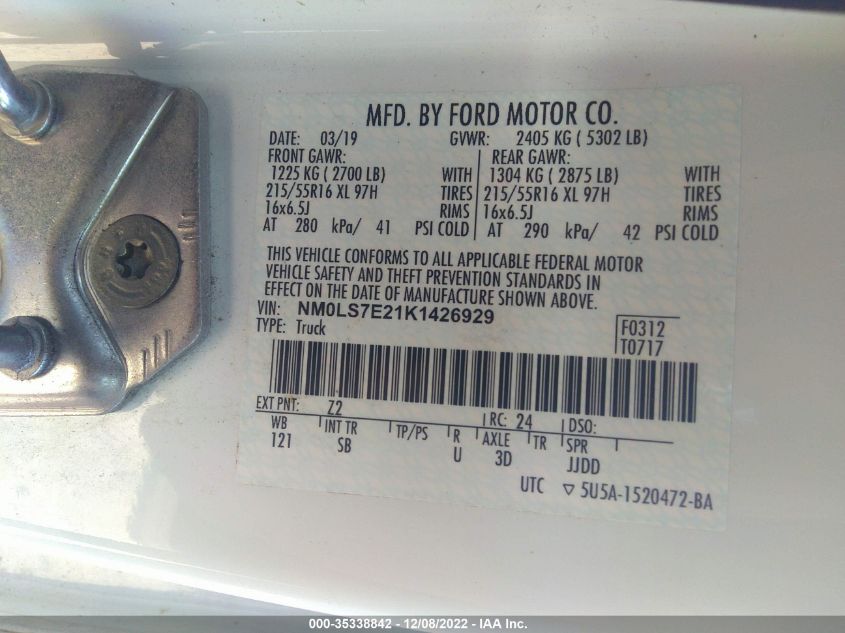 MFD. BY FORD MOTOR CO.
DATE: 03/19 GVWR: 2405 KG ( 5302 LB)
FRONT GAWR: REAR GAWR:
1225 KG ( 2700 LB) WITH 1304 KG ( 2875 LB) WITH
215/55R16 XL 97H TIRES 215/55R16 XL 97H TIRES
16x6.5J RIMS 16x6.5J RIMS
AT 280 kPa/ 41 PSI COLD AT 290 kPa/ 42 PSI COLD
THIS VEHICLE CONFORMS TO ALL APPLICABLE FEDERAL MOTOR
VEHICLE SAFETY AND THEFT PREVENTION STANDARDS IN
EFFECT ON THE DATE OF MANUFACTURE SHOWN ABOVE.
VIN: NM0LS7E21K1426929
TYPE: Truck
F0312
T0717
EXT PNT: Z2 RC: 24 DSO:
WB INT TR TP/PS R AXLE TR SPR
121 SB U 3D JJDD
UTC ▽ 5U5A-1520472-BA
000-35338842 - 12/08/2022 - IAA Inc.